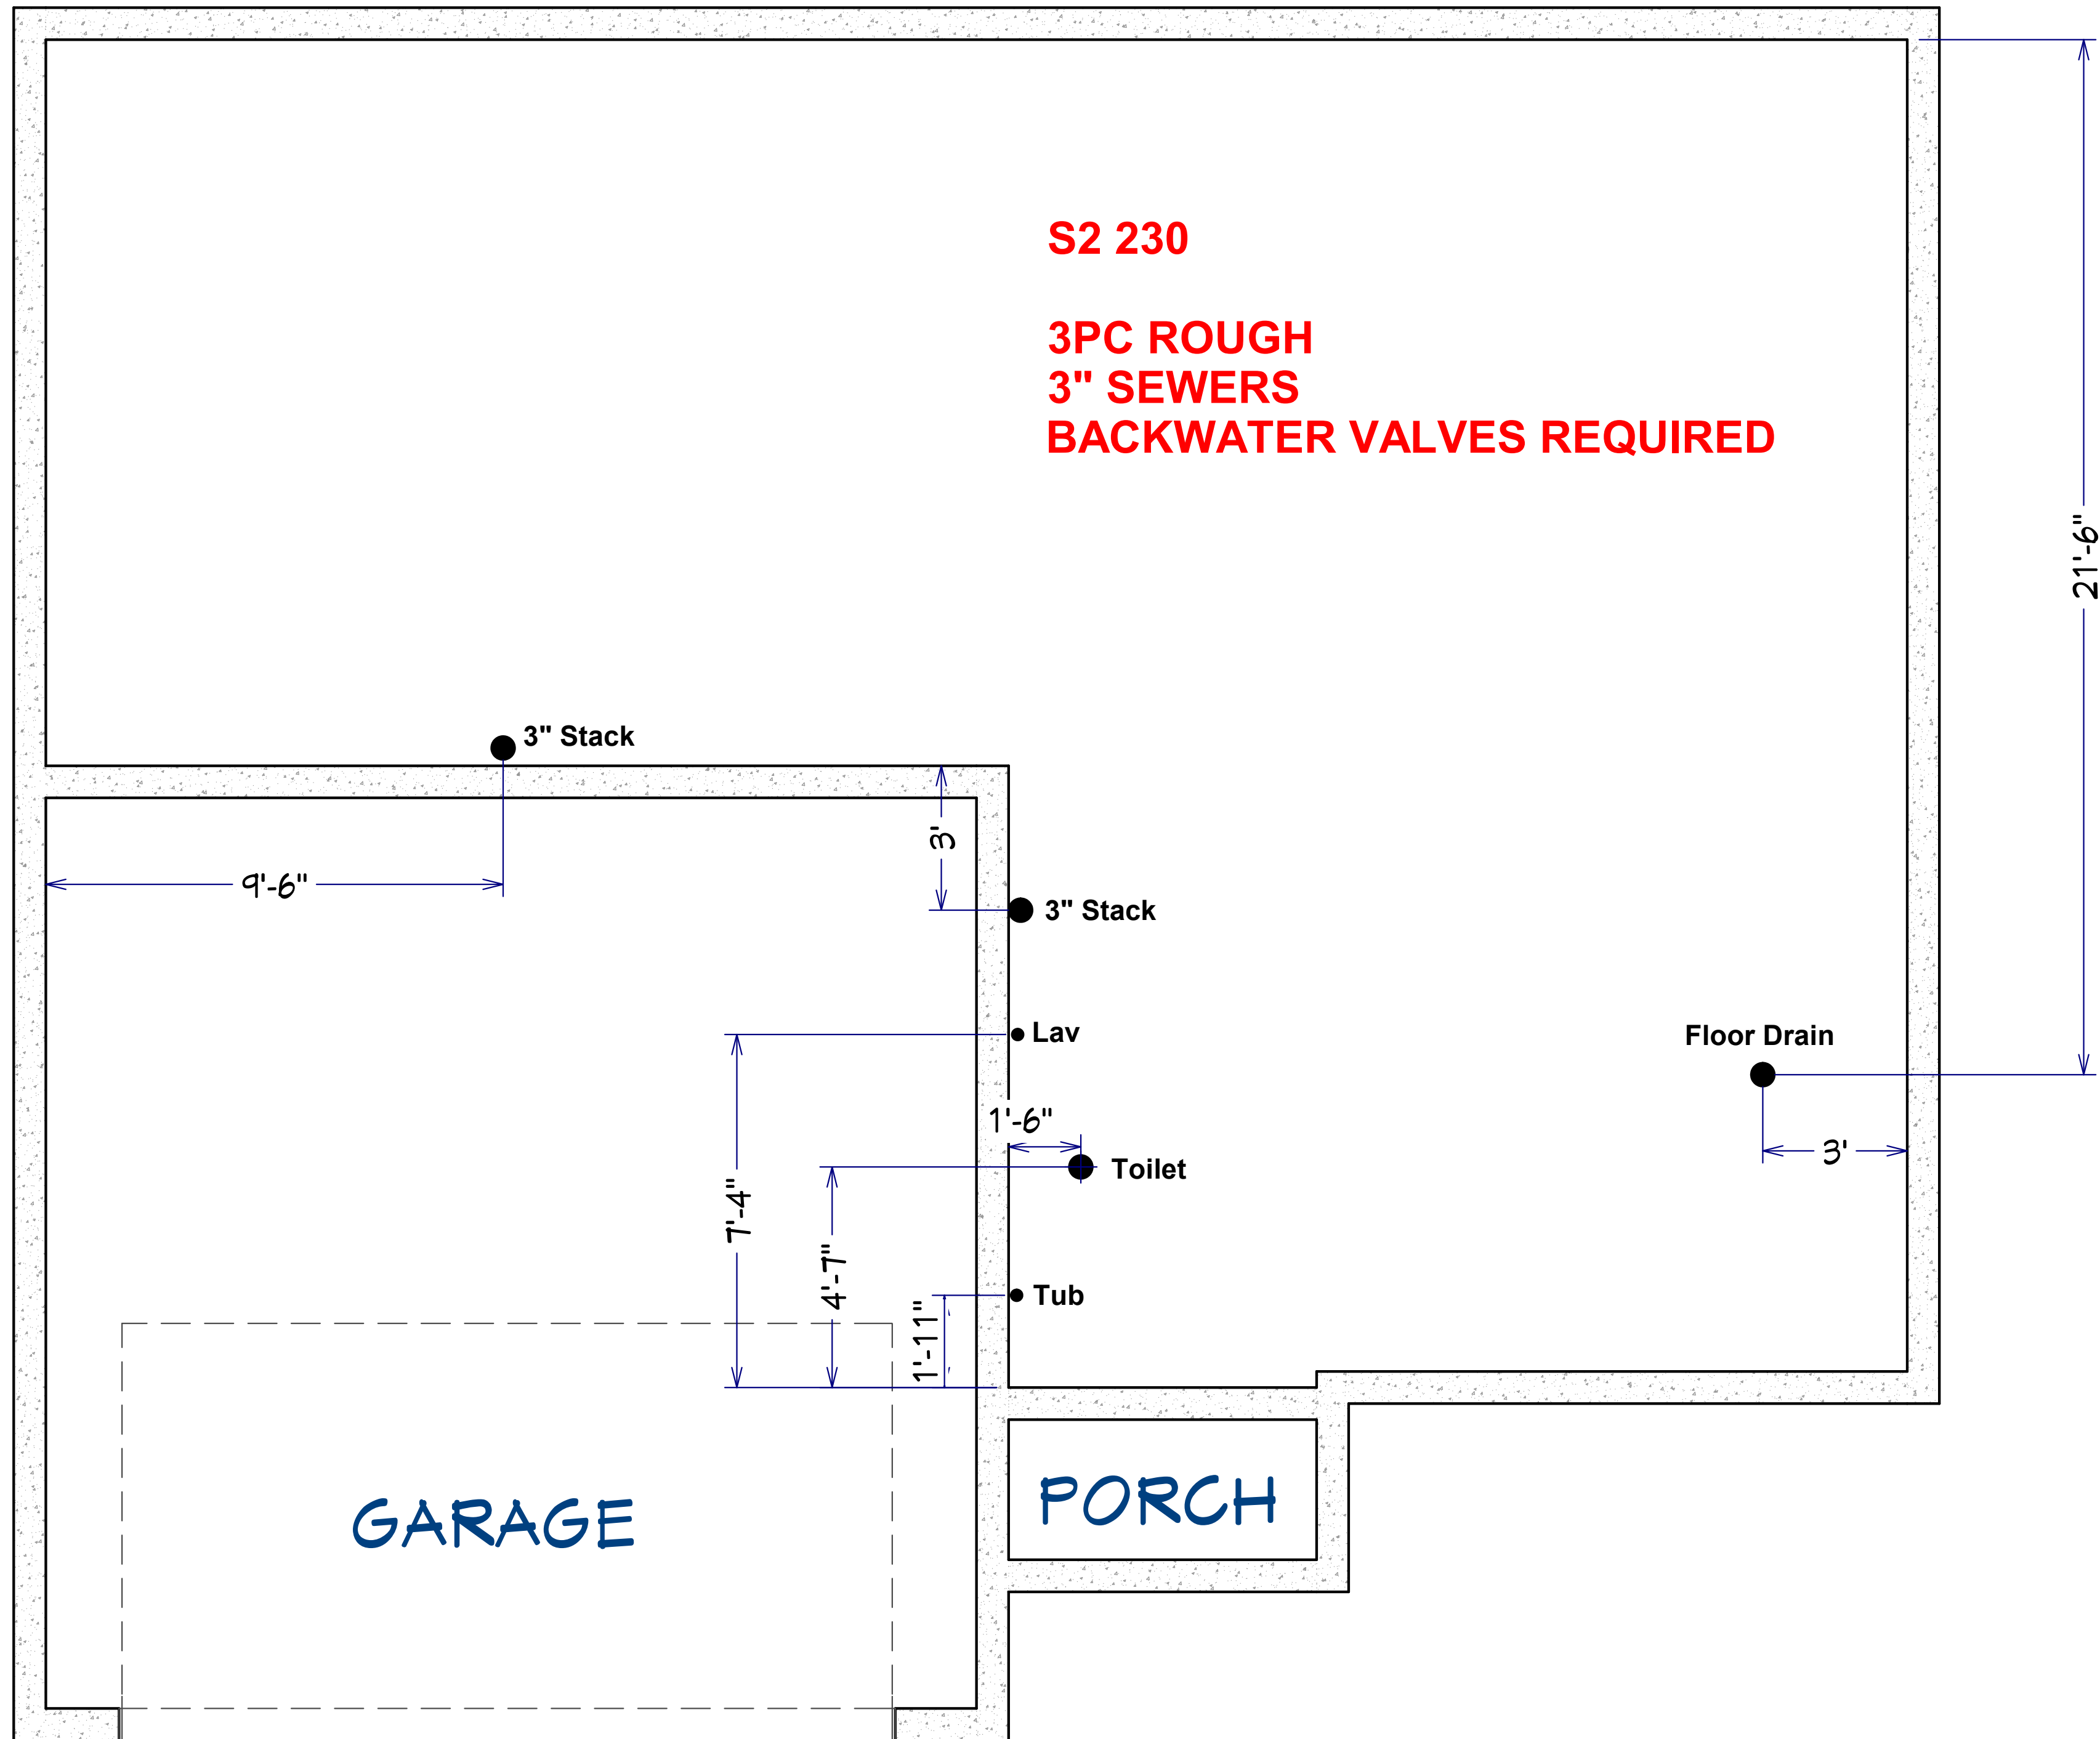 S2 230
3PC ROUGH
3" SEWERS
BACKWATER VALVES REQUIRED
21'-6"
3" Stack
3'
9'-6"
3" Stack
Lav
Floor Drain
1'-6"
3'
Toilet
7'-4"
4'-7"
Tub
1'-11"
GARAGE
PORCH